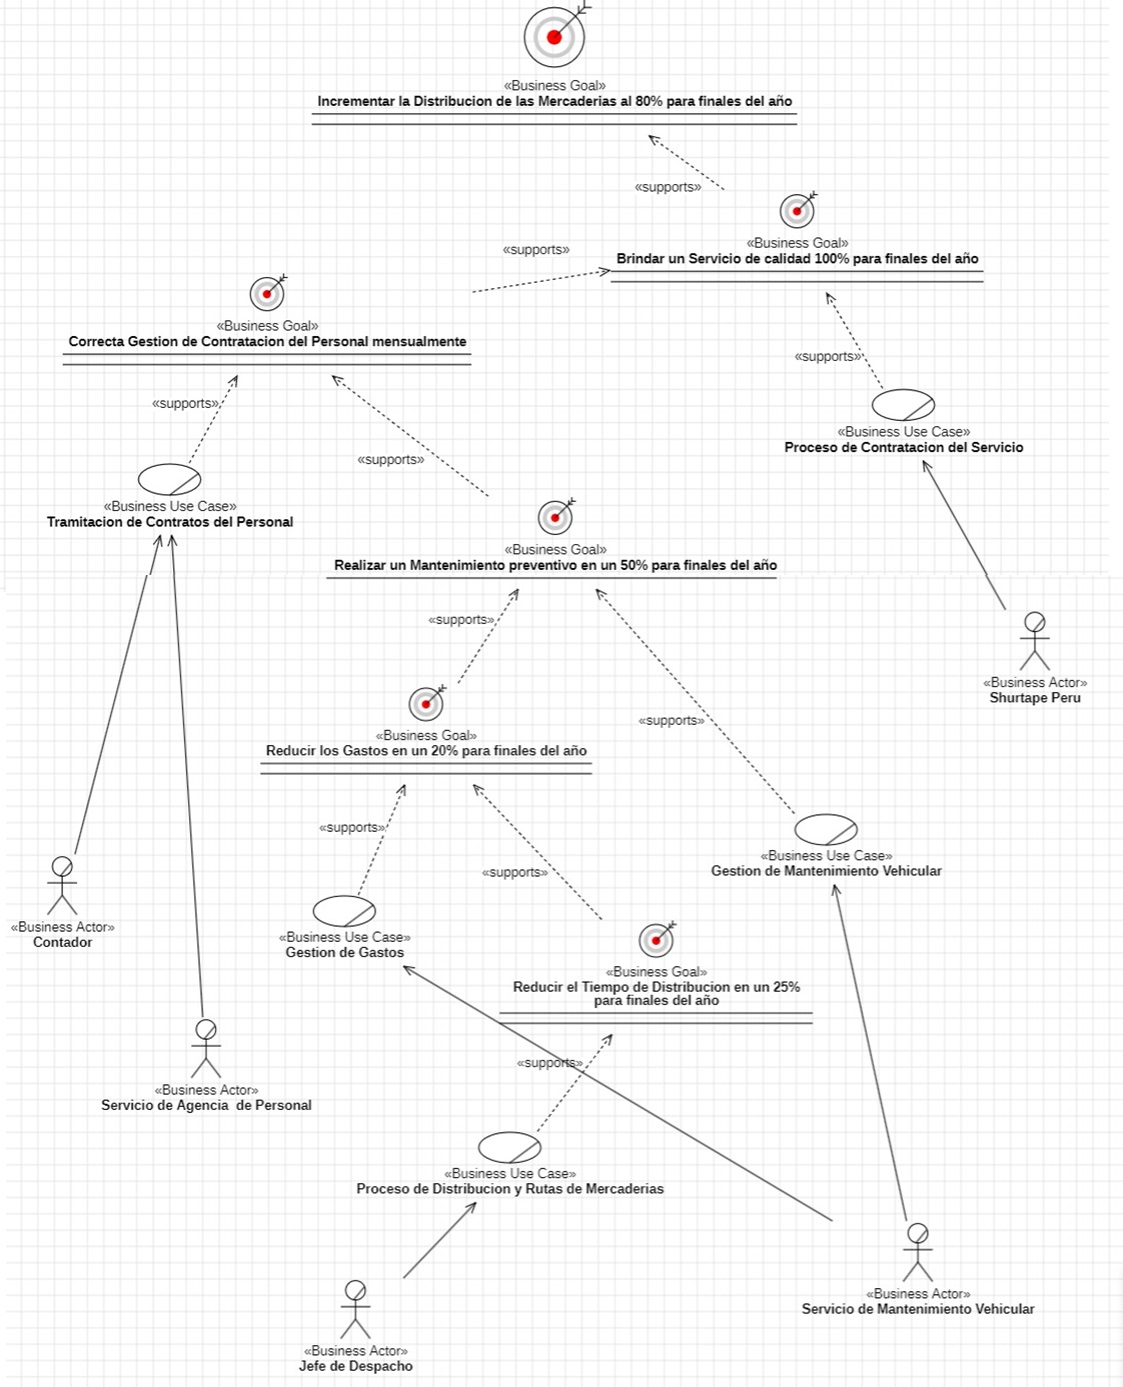 «Business Goal»
Incrementar la Distribucion de las Mercaderias al 80% para finales del año
«supports»
«Business Goal»
Brindar un Servicio de calidad 100% para finales del año
«supports»
«Business Goal»
Correcta Gestion de Contratacion del Personal mensualmente
«supports»
«supports»
«Business Use Case»
Proceso de Contratacion del Servicio
«supports»
«Business Use Case»
Tramitacion de Contratos del Personal
«Business Goal»
Realizar un Mantenimiento preventivo en un 50% para finales del año
«supports»
«Business Actor»
Shurtape Peru
«supports»
«Business Goal»
Reducir los Gastos en un 20% para finales del año
«supports»
«Business Use Case»
Gestion de Mantenimiento Vehicular
«supports»
«Business Actor»
Contador
«Business Use Case»
Gestion de Gastos
«Business Goal»
Reducir el Tiempo de Distribucion en un 25%
para finales del año
«supports»
«Business Actor»
Servicio de Agencia  de Personal
«Business Use Case»
Proceso de Distribucion y Rutas de Mercaderias
«Business Actor»
Servicio de Mantenimiento Vehicular
«Business Actor»
Jefe de Despacho